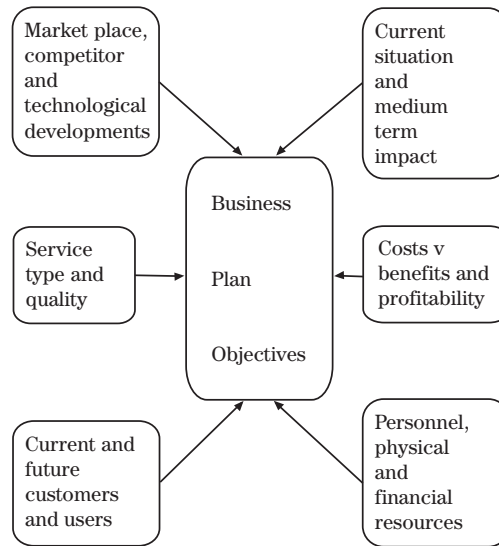 Market place,
competitor
and
technological
developments
Current
situation
and
medium
term
impact
Business
Plan
Objectives
Service
type and
quality
Costs v
benefits and
profitability
Current and
future
customers
and users
Personnel,
physical
and
financial
resources